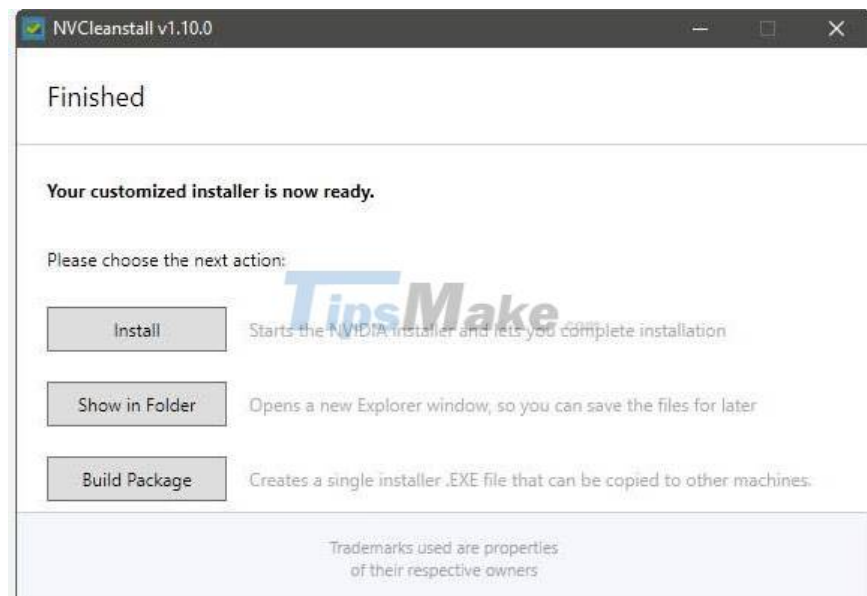 NVCleanstall v1.10.0
Finished
Your customized installer is now ready.
Please choose the next action:
TipsMake.com
Install Starts the NVIDIA installer and lets you complete installation
Show in Folder Opens a new Explorer window, so you can save the files for later
Build Package Creates a single installer .EXE file that can be copied to other machines.
Trademarks used are properties
of their respective owners